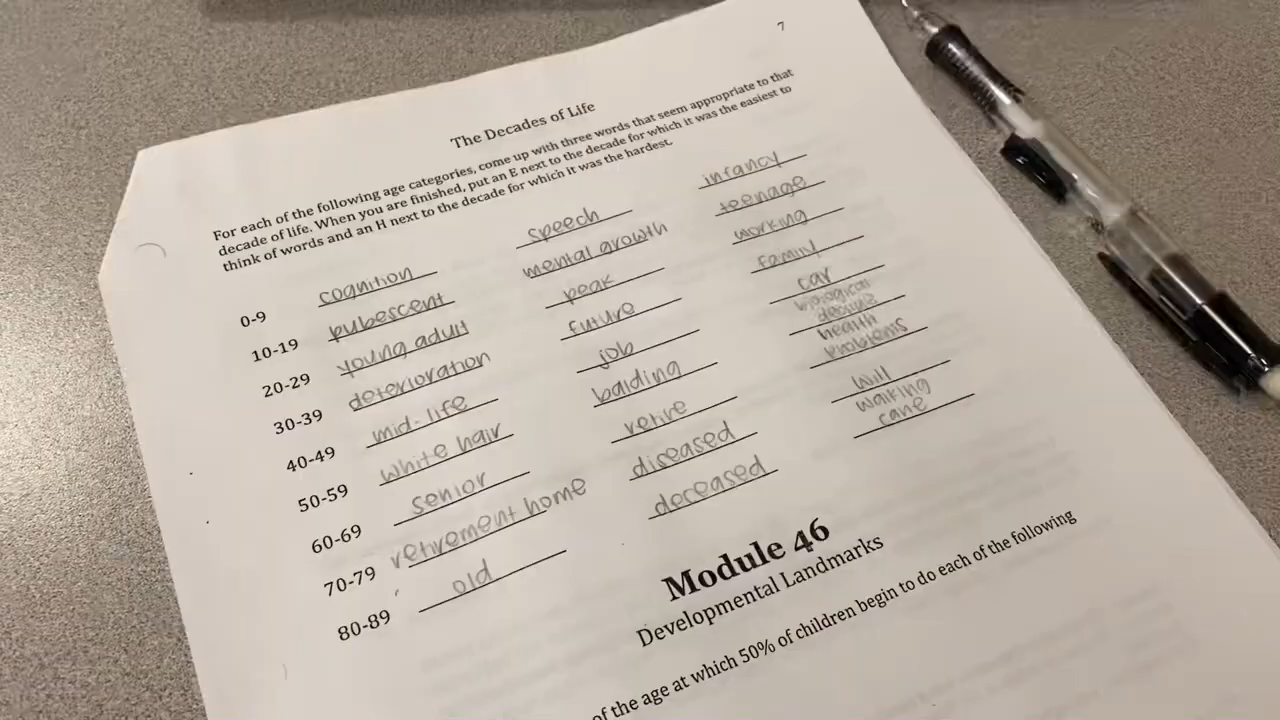 7
The Decades of Life
For each of the following age categories, come up with three words that seem appropriate to that
decade of life. When you are finished, put an E next to the decade for which it was the easiest to
think of words and an H next to the decade for which it was the hardest.
0-9 cognition speech infancy
10-19 pubescent mental growth teenage
20-29 young adult peak working
30-39 deterioration future family
40-49 mid-life job car
50-59 white hair balding biological decline
60-69 senior retire health problems
70-79 retirement home diseased will
80-89 old deceased walking cane
Module 46
Developmental Landmarks
of the age at which 50% of children begin to do each of the following